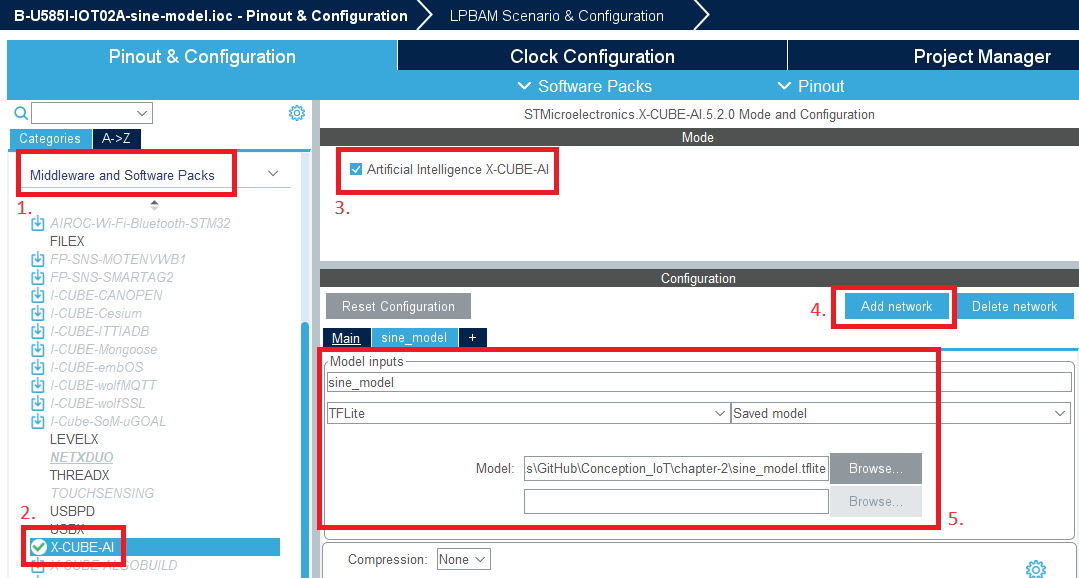 B-U585I-IOT02A-sine-model.ioc - Pinout & Configuration
LPBAM Scenario & Configuration
Pinout & Configuration
Clock Configuration
Project Manager
Software Packs
Pinout
STMicroelectronics.X-CUBE-AI.5.2.0 Mode and Configuration
Categories
A->Z
Mode
Middleware and Software Packs
Artificial Intelligence X-CUBE-AI
1.
3.
AIROC-Wi-Fi-Bluetooth-STM32
FILEX
FP-SNS-MOTENVWB1
FP-SNS-SMARTAG2
I-CUBE-CANOPEN
I-CUBE-Cesium
I-CUBE-ITTIADB
I-CUBE-Mongoose
I-CUBE-embOS
I-CUBE-wolfMQTT
I-CUBE-wolfSSL
I-Cube-SoM-uGOAL
LEVELX
NETXDUO
THREADX
TOUCHSENSING
USBPD
2.
USBX
X-CUBE-AI
X-CUBE-ALGOBUILD
Configuration
Reset Configuration
4.
Add network
Delete network
Main
sine_model
+
Model inputs
sine_model
TFLite
Saved model
Model:
s\GitHub\Conception_IoT\chapter-2\sine_model.tflite
Browse...
Browse...
5.
Compression:
None